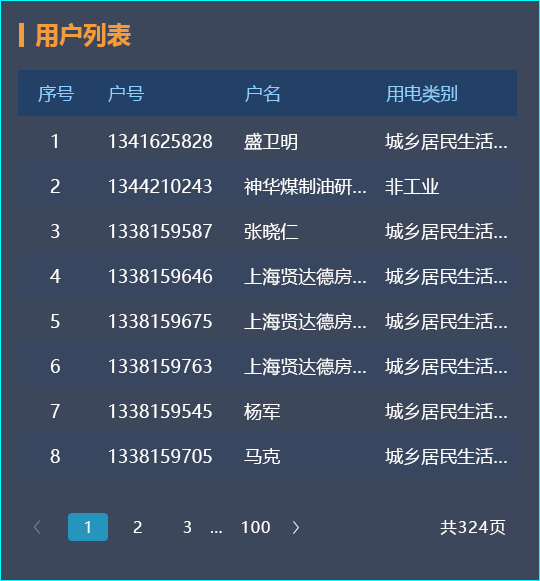 用户列表
序号 户号 户名 用电类别
1 1341625828 盛卫明 城乡居民生活...
2 1344210243 神华煤制油研... 非工业
3 1338159587 张晓仁 城乡居民生活...
4 1338159646 上海贤达德房... 城乡居民生活...
5 1338159675 上海贤达德房... 城乡居民生活...
6 1338159763 上海贤达德房... 城乡居民生活...
7 1338159545 杨军 城乡居民生活...
8 1338159705 马克 城乡居民生活...
1 2 3 ... 100 共324页